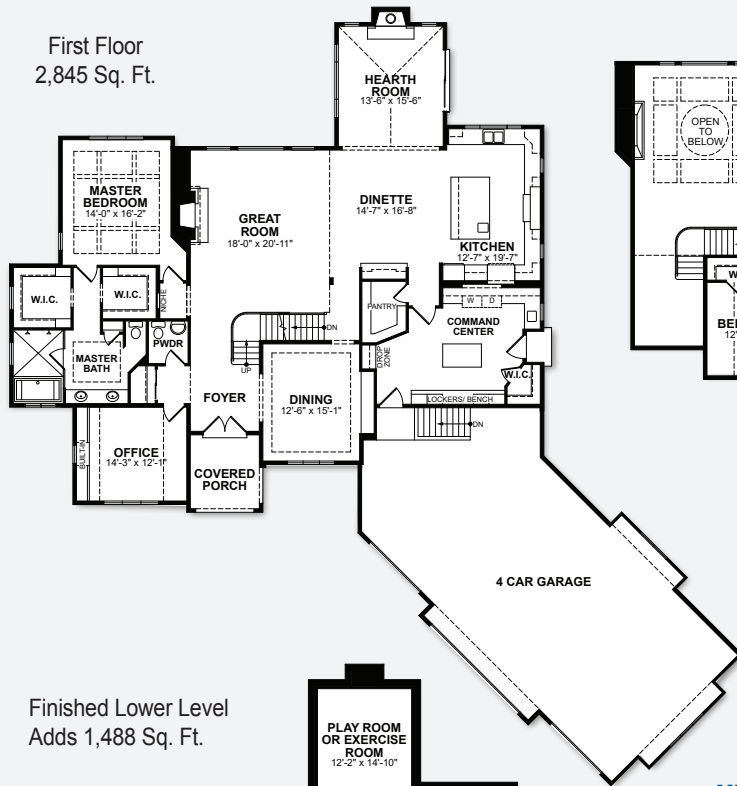 First Floor
2,845 Sq. Ft.
HEARTH
ROOM
13'-6" x 15'-6"
OPEN
TO
BELOW
MASTER
BEDROOM
14'-0" x 16'-2"
GREAT
ROOM
18'-0" x 20'-11"
DINETTE
14'-7" x 16'-8"
KITCHEN
12'-7" x 19'-7"
W.I.C.
W.I.C.
NICHE
PANTRY
W
D
COMMAND
CENTER
DN
UP
PWDR
MASTER
BATH
DROP
ZONE
W.I.C.
LOCKERS/ BENCH
FOYER
DINING
12'-6" x 15'-1"
DN
OFFICE
14'-3" x 12'-1"
BUILT-IN
COVERED
PORCH
4 CAR GARAGE
Finished Lower Level
Adds 1,488 Sq. Ft.
PLAY ROOM
OR EXERCISE
ROOM
12'-2" x 14'-10"